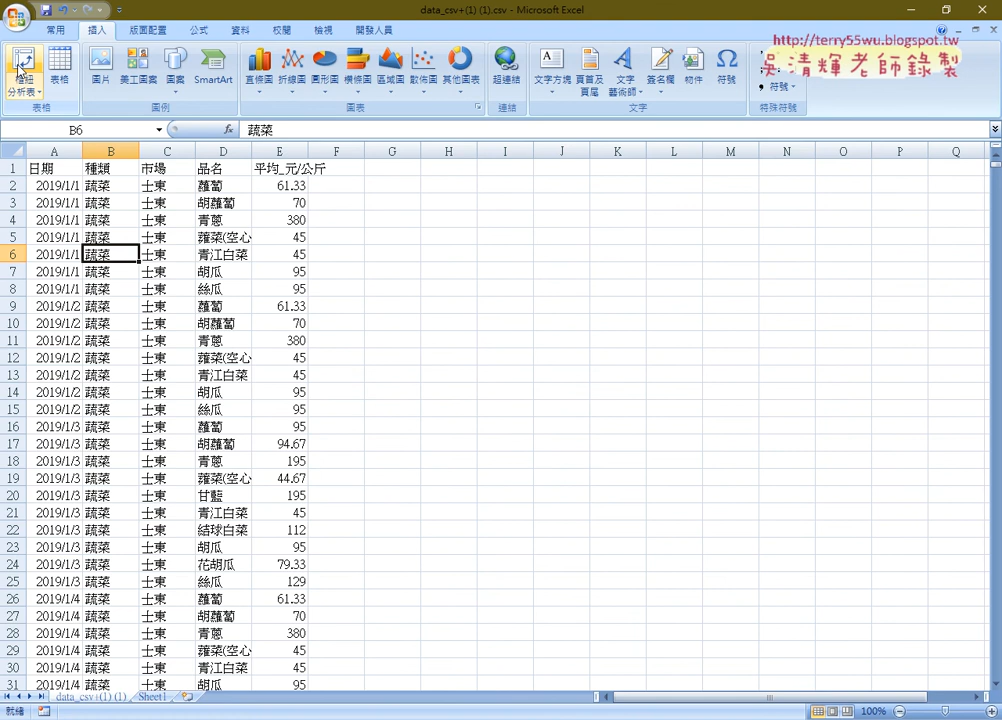 data_csv+(1) (1).csv - Microsoft Excel
常用 插入 版面配置 公式 資料 校閱 檢視 開發人員
http://terry55wu.blogspot.tw
吳清輝老師錄製
樞紐分析表 表格 圖片 美工圖案 圖案 SmartArt 直條圖 折線圖 圓形圖 橫條圖 區域圖 散佈圖 其他圖表 超連結 文字方塊 頁首及頁尾 文字藝術師 簽名欄 物件 符號 符號
表格 圖例 圖表 連結 文字 特殊符號
B6 fx 蔬菜
A B C D E F G H I J K L M N O P Q
1 日期 種類 市場 品名 平均_元/公斤
2 2019/1/1 蔬菜 士東 蘿蔔 61.33
3 2019/1/1 蔬菜 士東 胡蘿蔔 70
4 2019/1/1 蔬菜 士東 青蔥 380
5 2019/1/1 蔬菜 士東 蕹菜(空心 45
6 2019/1/1 蔬菜 士東 青江白菜 45
7 2019/1/1 蔬菜 士東 胡瓜 95
8 2019/1/1 蔬菜 士東 絲瓜 95
9 2019/1/2 蔬菜 士東 蘿蔔 61.33
10 2019/1/2 蔬菜 士東 胡蘿蔔 70
11 2019/1/2 蔬菜 士東 青蔥 380
12 2019/1/2 蔬菜 士東 蕹菜(空心 45
13 2019/1/2 蔬菜 士東 青江白菜 45
14 2019/1/2 蔬菜 士東 胡瓜 95
15 2019/1/2 蔬菜 士東 絲瓜 95
16 2019/1/3 蔬菜 士東 蘿蔔 95
17 2019/1/3 蔬菜 士東 胡蘿蔔 94.67
18 2019/1/3 蔬菜 士東 青蔥 195
19 2019/1/3 蔬菜 士東 蕹菜(空心 44.67
20 2019/1/3 蔬菜 士東 甘藍 195
21 2019/1/3 蔬菜 士東 青江白菜 45
22 2019/1/3 蔬菜 士東 結球白菜 112
23 2019/1/3 蔬菜 士東 胡瓜 95
24 2019/1/3 蔬菜 士東 花胡瓜 79.33
25 2019/1/3 蔬菜 士東 絲瓜 129
26 2019/1/4 蔬菜 士東 蘿蔔 61.33
27 2019/1/4 蔬菜 士東 胡蘿蔔 70
28 2019/1/4 蔬菜 士東 青蔥 380
29 2019/1/4 蔬菜 士東 蕹菜(空心 45
30 2019/1/4 蔬菜 士東 青江白菜 45
31 2019/1/4 蔬菜 士東 胡瓜 95
data_csv+(1) (1) Sheet1
就緒 100%